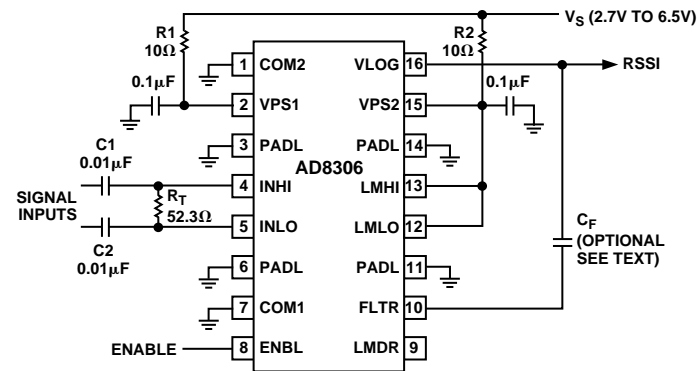 R1
10Ω
R2
10Ω
VS (2.7V TO 6.5V)
0.1μF
0.1μF
AD8306
1 COM2
2 VPS1
3 PADL
4 INHI
5 INLO
6 PADL
7 COM1
8 ENBL
VLOG 16
VPS2 15
PADL 14
LMHI 13
LMLO 12
PADL 11
FLTR 10
LMDR 9
RSSI
C1
0.01μF
SIGNAL
INPUTS
RT
52.3Ω
C2
0.01μF
ENABLE
CF
(OPTIONAL
SEE TEXT)